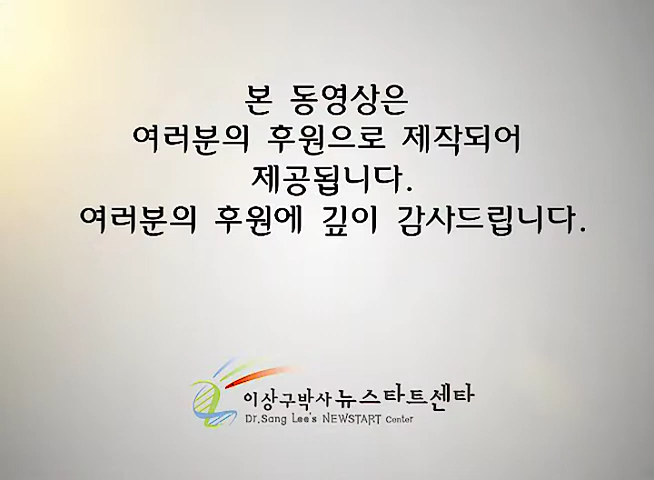 본 동영상은
여러분의 후원으로 제작되어
제공됩니다.
여러분의 후원에 깊이 감사드립니다.
이상구박사 뉴스타트센타
Dr.Sang Lee's NEWSTART Center